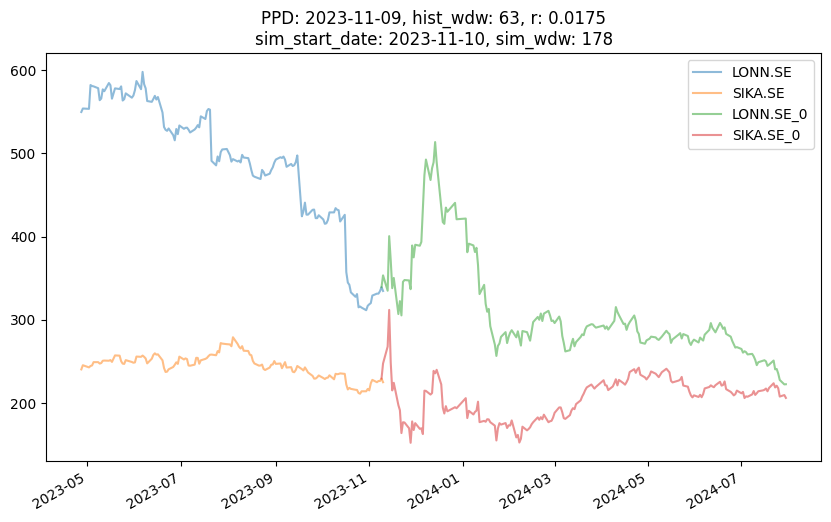 PPD: 2023-11-09, hist_wdw: 63, r: 0.0175
sim_start_date: 2023-11-10, sim_wdw: 178
LONN.SE
SIKA.SE
LONN.SE_0
SIKA.SE_0
600
500
400
300
200
2023-05
2023-07
2023-09
2023-11
2024-01
2024-03
2024-05
2024-07